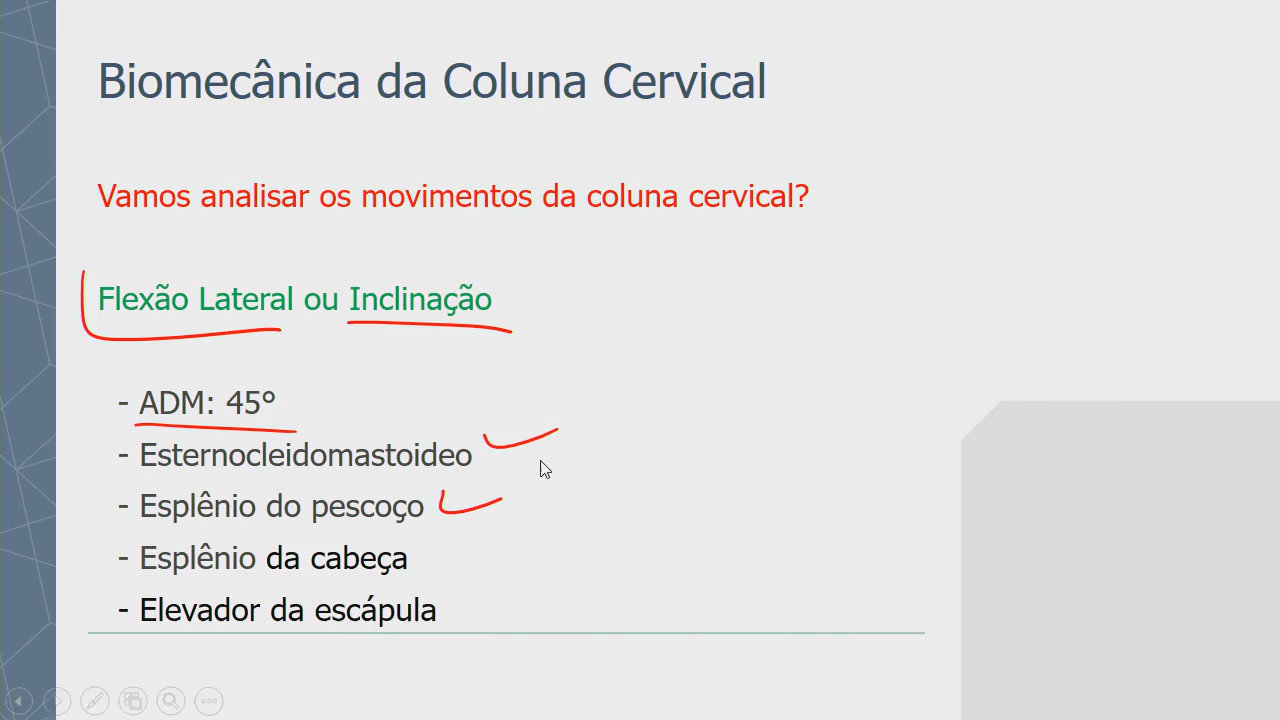 Biomecânica da Coluna Cervical
Vamos analisar os movimentos da coluna cervical?
Flexão Lateral ou Inclinação
- ADM: 45°
- Esternocleidomastoideo
- Esplênio do pescoço
- Esplênio da cabeça
- Elevador da escápula